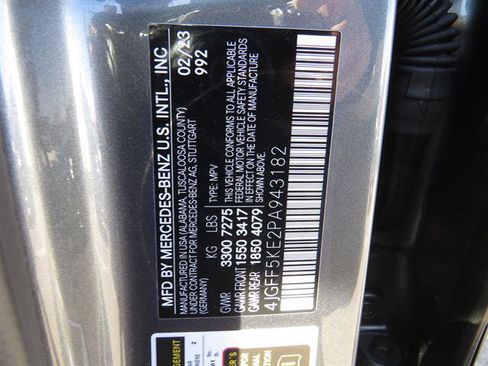 MFD BY MERCEDES-BENZ U.S. INTL., INC
MANUFACTURED IN USA (ALABAMA, TUSCALOOSA COUNTY)
UNDER CONTRACT FOR MERCEDES-BENZ AG, STUTTGART
(GERMANY)
02/23
992
KG LBS TYPE: MPV
GVWR 3300 7275
GAWR FRONT 1550 3417
GAWR REAR 1850 4079
THIS VEHICLE CONFORMS TO ALL APPLICABLE
FEDERAL MOTOR VEHICLE SAFETY STANDARDS
IN EFFECT ON THE DATE OF MANUFACTURE
SHOWN ABOVE.
4JGFF5KE2PA943182
2